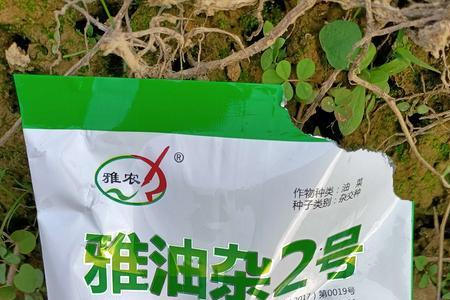 雅农®
作物种类：油 菜
种子类别：杂交种
雅油杂2号
2017）第0019号